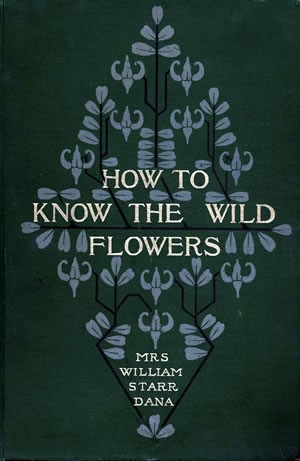 HOW TO
KNOW THE WILD
FLOWERS
MRS
WILLIAM
STARR
DANA